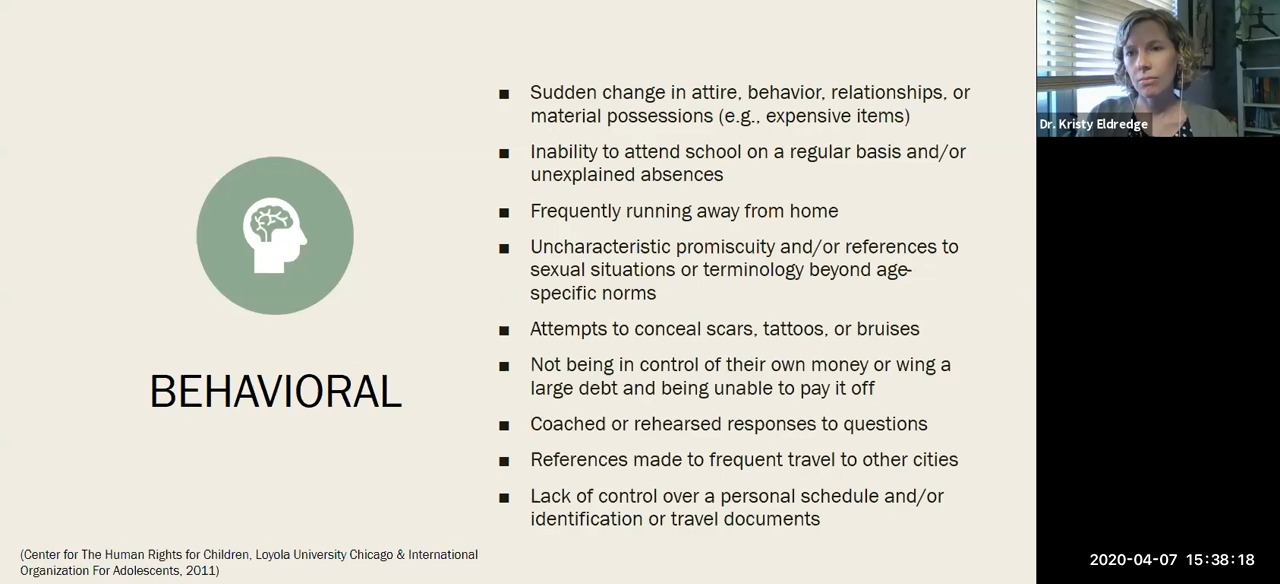 Sudden change in attire, behavior, relationships, or
material possessions (e.g., expensive items)
Inability to attend school on a regular basis and/or
unexplained absences
Frequently running away from home
Uncharacteristic promiscuity and/or references to
sexual situations or terminology beyond age-
specific norms
Attempts to conceal scars, tattoos, or bruises
Not being in control of their own money or wing a
large debt and being unable to pay it off
Coached or rehearsed responses to questions
References made to frequent travel to other cities
Lack of control over a personal schedule and/or
identification or travel documents
BEHAVIORAL
(Center for The Human Rights for Children, Loyola University Chicago & International
Organization For Adolescents, 2011)
Dr. Kristy Eldredge
2020-04-07 15:38:18